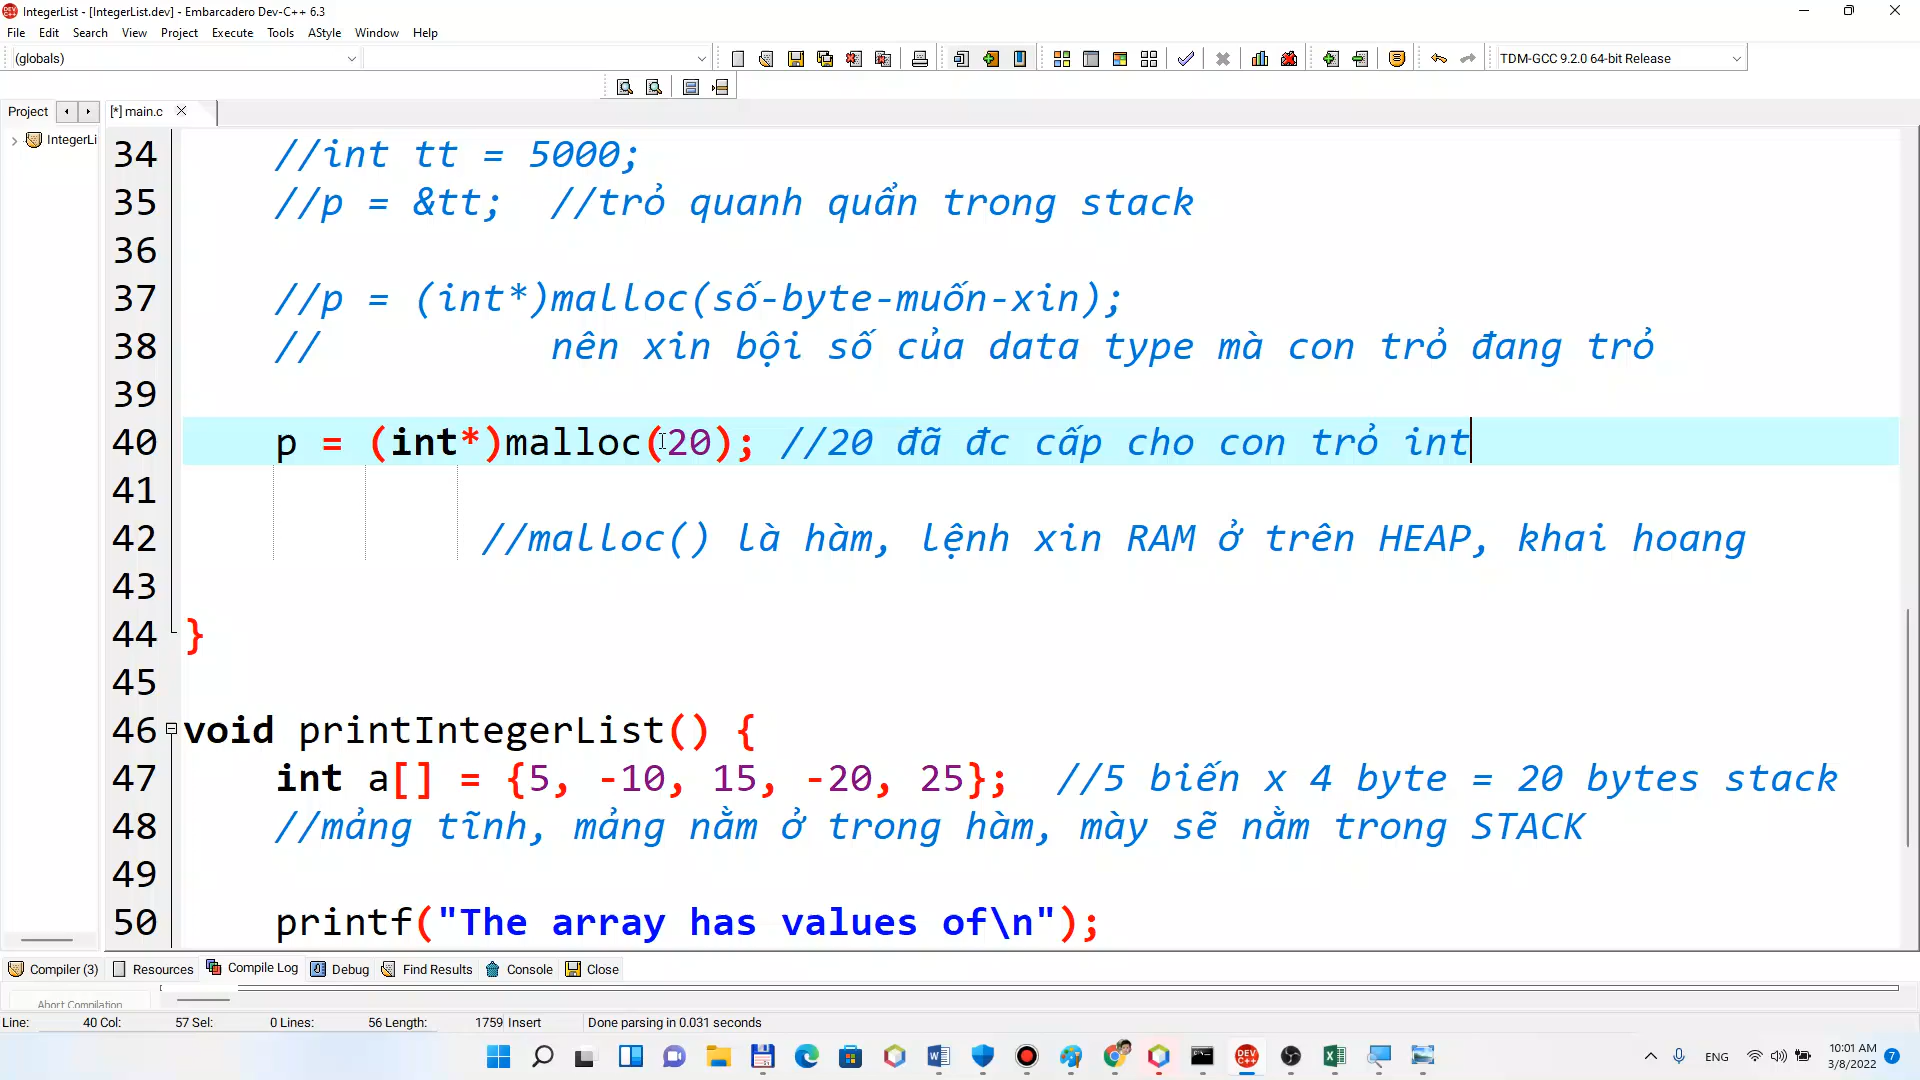 IntegerList - [IntegerList.dev] - Embarcadero Dev-C++ 6.3
File Edit Search View Project Execute Tools AStyle Window Help
(globals)
TDM-GCC 9.2.0 64-bit Release
Project
[*] main.c
IntegerLi
34 //int tt = 5000;
35 //p = &tt; //trỏ quanh quẩn trong stack
36
37 //p = (int*)malloc(số-byte-muốn-xin);
38 // nên xin bội số của data type mà con trỏ đang trỏ
39
40 p = (int*)malloc(20); //20 đã đc cấp cho con trỏ int
41
42 //malloc() là hàm, lệnh xin RAM ở trên HEAP, khai hoang
43
44 }
45
46 void printIntegerList() {
47 int a[] = {5, -10, 15, -20, 25}; //5 biến x 4 byte = 20 bytes stack
48 //mảng tĩnh, mảng nằm ở trong hàm, mày sẽ nằm trong STACK
49
50 printf("The array has values of\n");
Compiler (3) Resources Compile Log Debug Find Results Console Close
Abort Compilation
Line: 40 Col: 57 Sel: 0 Lines: 56 Length: 1759 Insert Done parsing in 0.031 seconds
DEV C++
ENG
10:01 AM
3/8/2022
7